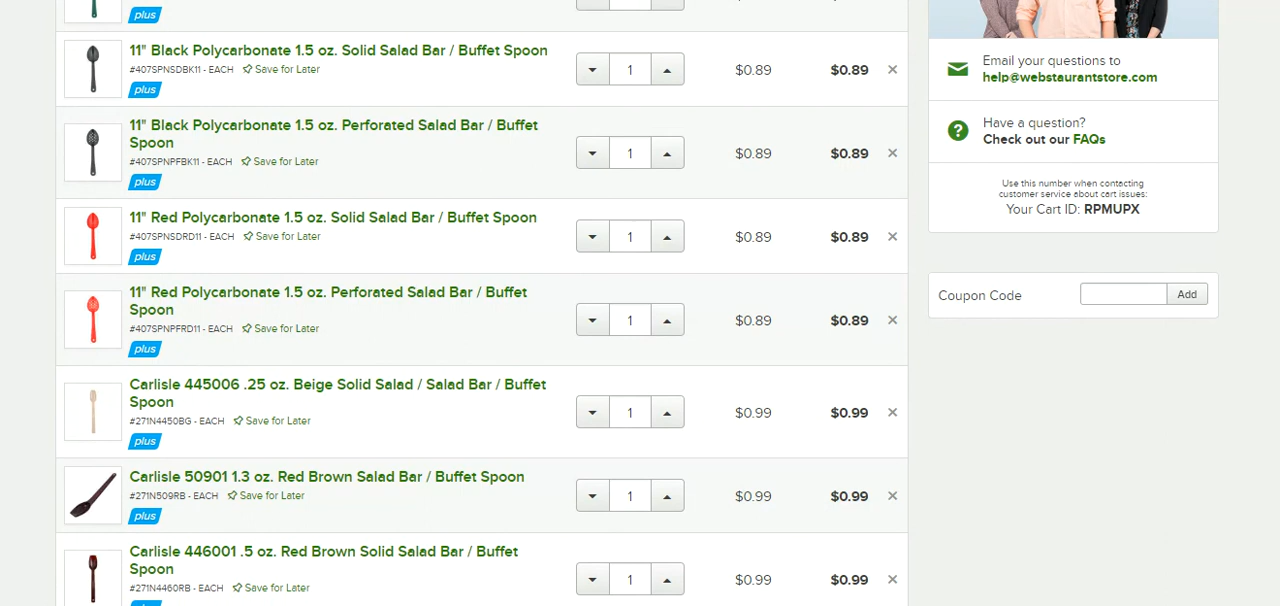 plus
11" Black Polycarbonate 1.5 oz. Solid Salad Bar / Buffet Spoon
#407SPNSDBK11 - EACH Save for Later
plus
1 $0.89 $0.89 ×
11" Black Polycarbonate 1.5 oz. Perforated Salad Bar / Buffet
Spoon
#407SPNPFBK11 - EACH Save for Later
plus
1 $0.89 $0.89 ×
11" Red Polycarbonate 1.5 oz. Solid Salad Bar / Buffet Spoon
#407SPNSDRD11 - EACH Save for Later
plus
1 $0.89 $0.89 ×
11" Red Polycarbonate 1.5 oz. Perforated Salad Bar / Buffet
Spoon
#407SPNPFRD11 - EACH Save for Later
plus
1 $0.89 $0.89 ×
Carlisle 445006 .25 oz. Beige Solid Salad / Salad Bar / Buffet
Spoon
#271N4450BG - EACH Save for Later
plus
1 $0.99 $0.99 ×
Carlisle 50901 1.3 oz. Red Brown Salad Bar / Buffet Spoon
#271N509RB - EACH Save for Later
plus
1 $0.99 $0.99 ×
Carlisle 446001 .5 oz. Red Brown Solid Salad Bar / Buffet
Spoon
#271N4460RB - EACH Save for Later
1 $0.99 $0.99 ×
Email your questions to
help@webstaurantstore.com
?
Have a question?
Check out our FAQs
Use this number when contacting
customer service about cart issues:
Your Cart ID: RPMUPX
Coupon Code Add